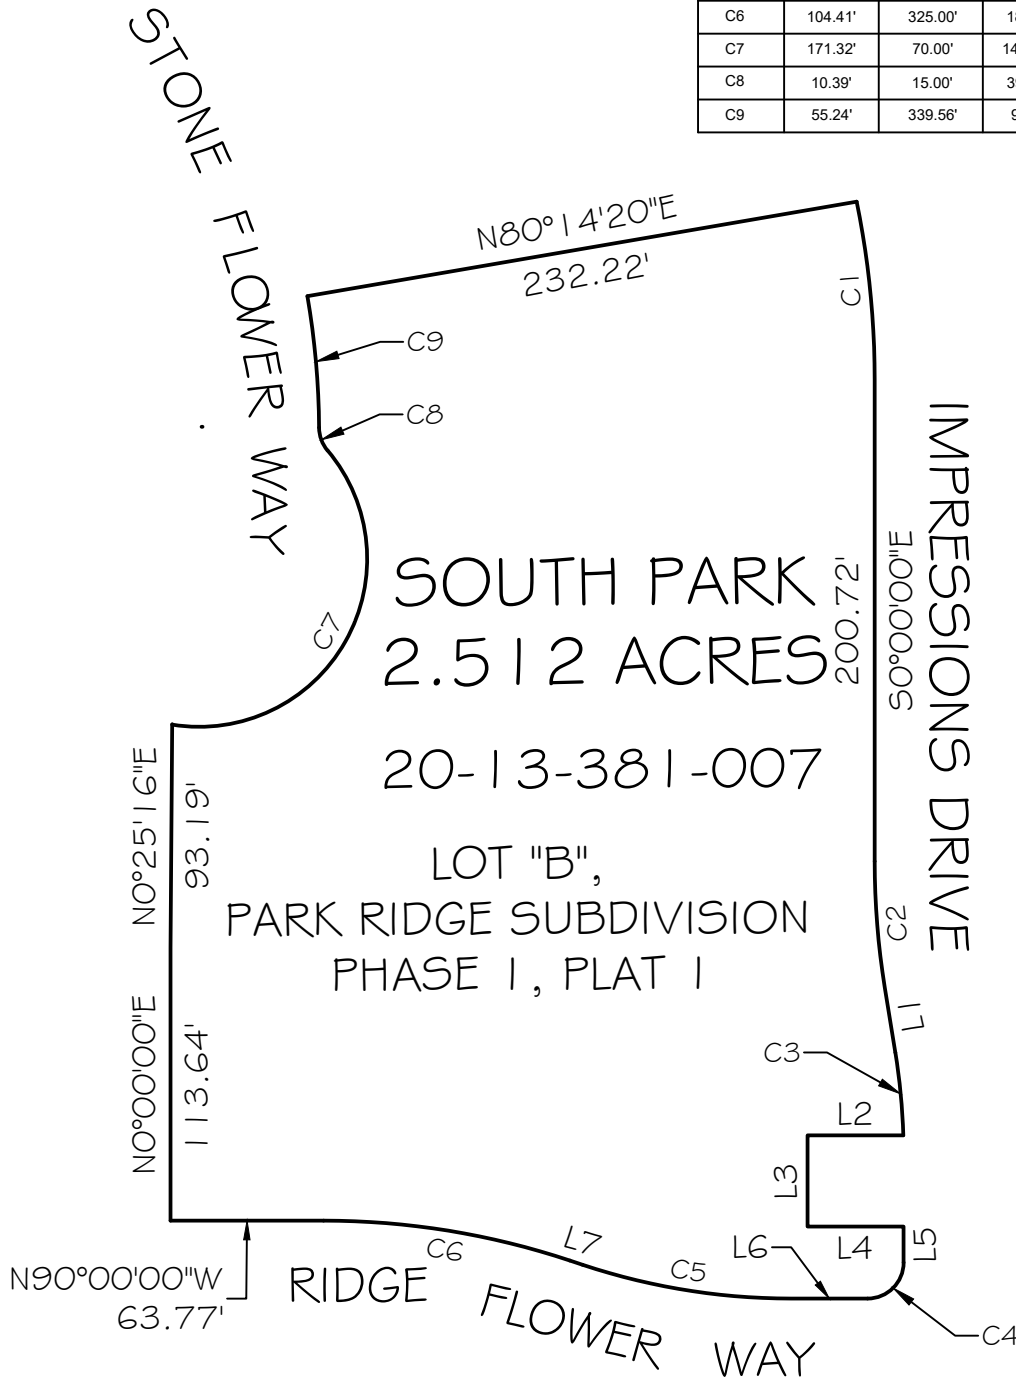 C6 104.41' 325.00' 18
C7 171.32' 70.00' 14
C8 10.39' 15.00' 39
C9 55.24' 339.56' 9
STONE FLOWER WAY
N80°14'20"E
232.22'
C1
C9
C8
C7
IMPRESSIONS DRIVE
SOUTH PARK
2.512 ACRES
200.72'
S0°00'00"E
20-13-381-007
N0°25'16"E
93.19'
LOT "B",
PARK RIDGE SUBDIVISION
PHASE 1, PLAT 1
C2
L1
N0°00'00"E
113.64'
C3
L2
L3
L4
L5
L6
L7
C6
C5
C4
N90°00'00"W
63.77'
RIDGE FLOWER WAY